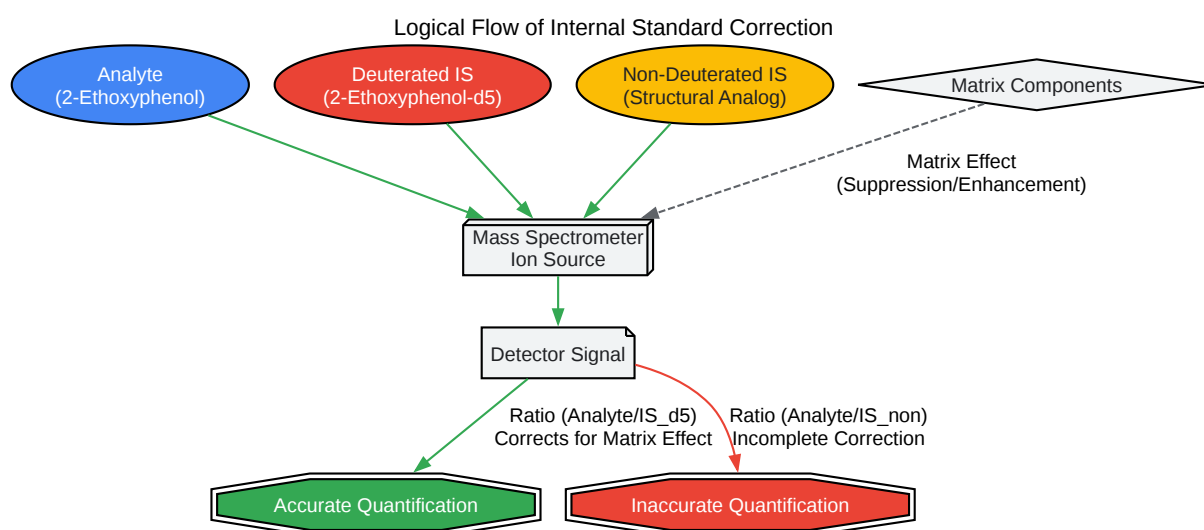 Logical Flow of Internal Standard Correction
Analyte
(2-Ethoxyphenol)
Deuterated IS
(2-Ethoxyphenol-d5)
Non-Deuterated IS
(Structural Analog)
Matrix Components
Matrix Effect
(Suppression/Enhancement)
Mass Spectrometer
Ion Source
Detector Signal
Ratio (Analyte/IS_d5)
Corrects for Matrix Effect
Ratio (Analyte/IS_non)
Incomplete Correction
Accurate Quantification
Inaccurate Quantification